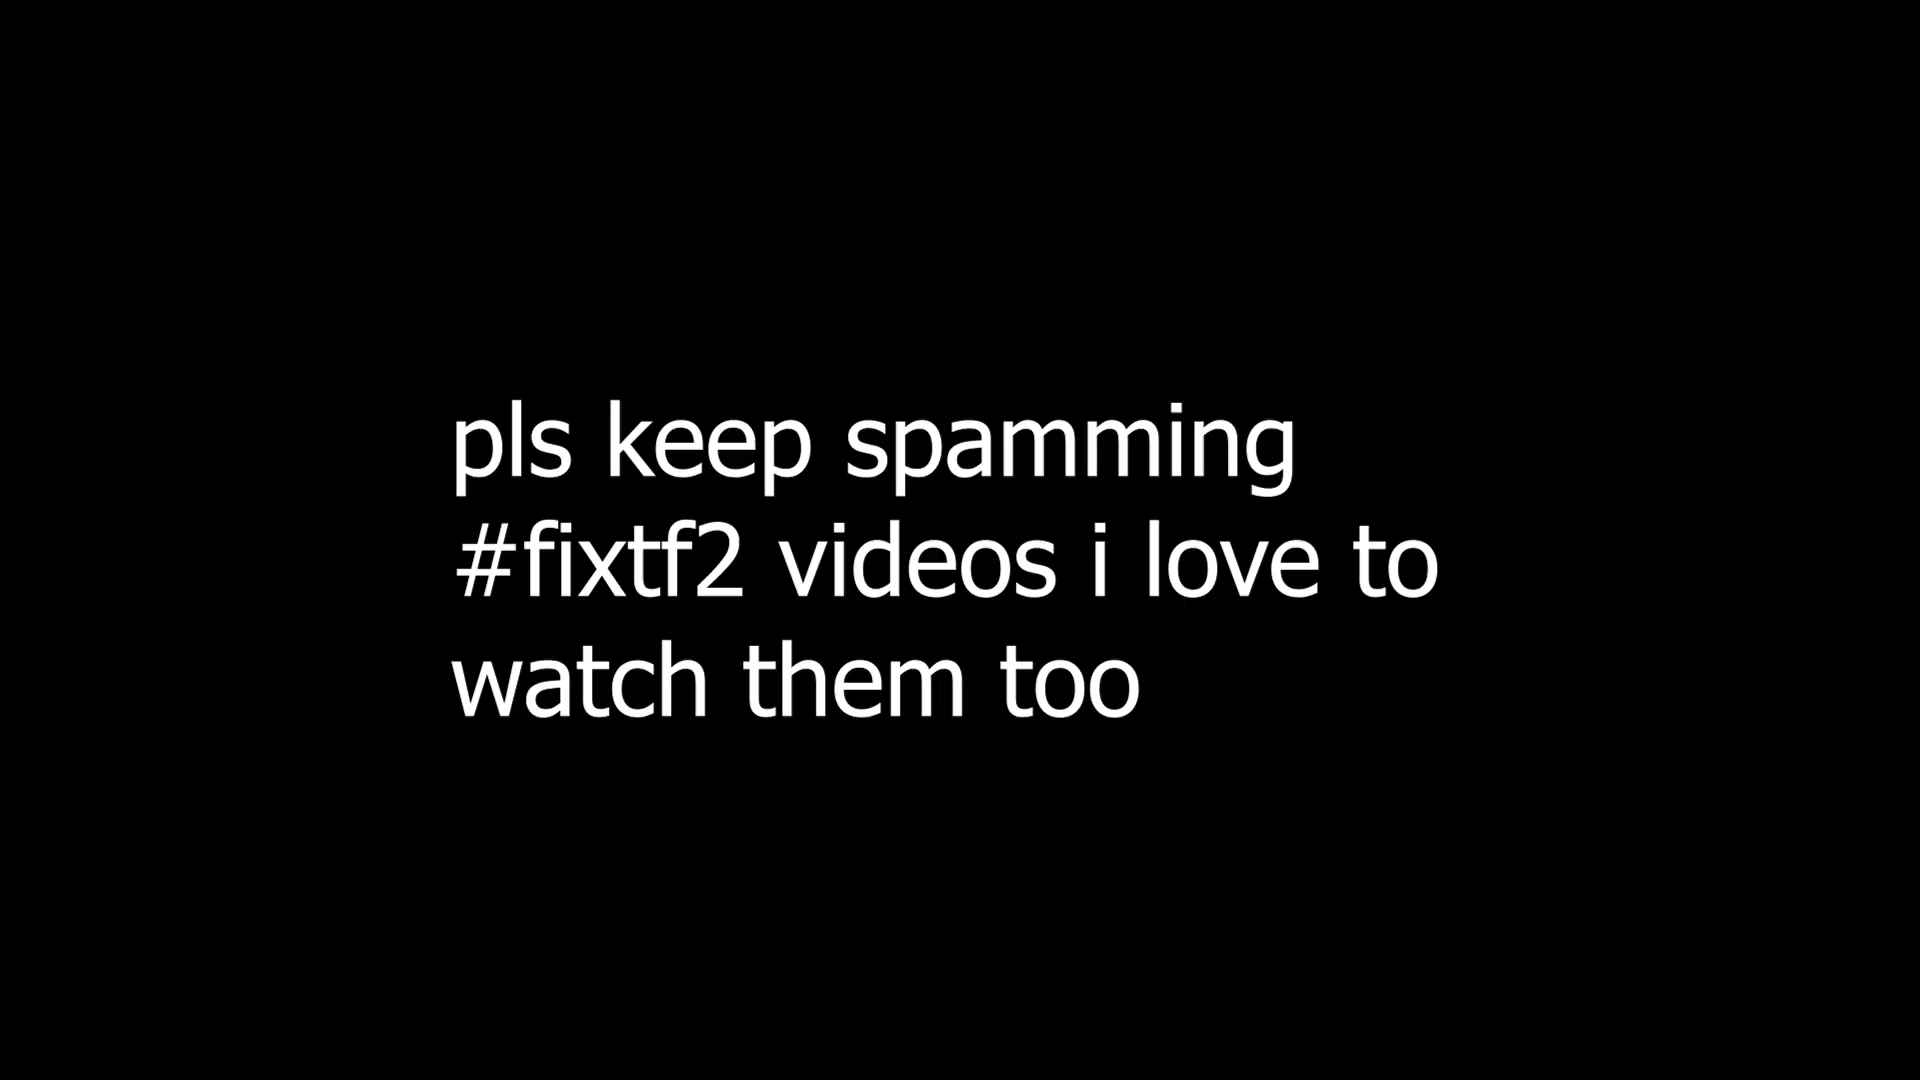 pls keep spamming
#fixtf2 videos i love to
watch them too